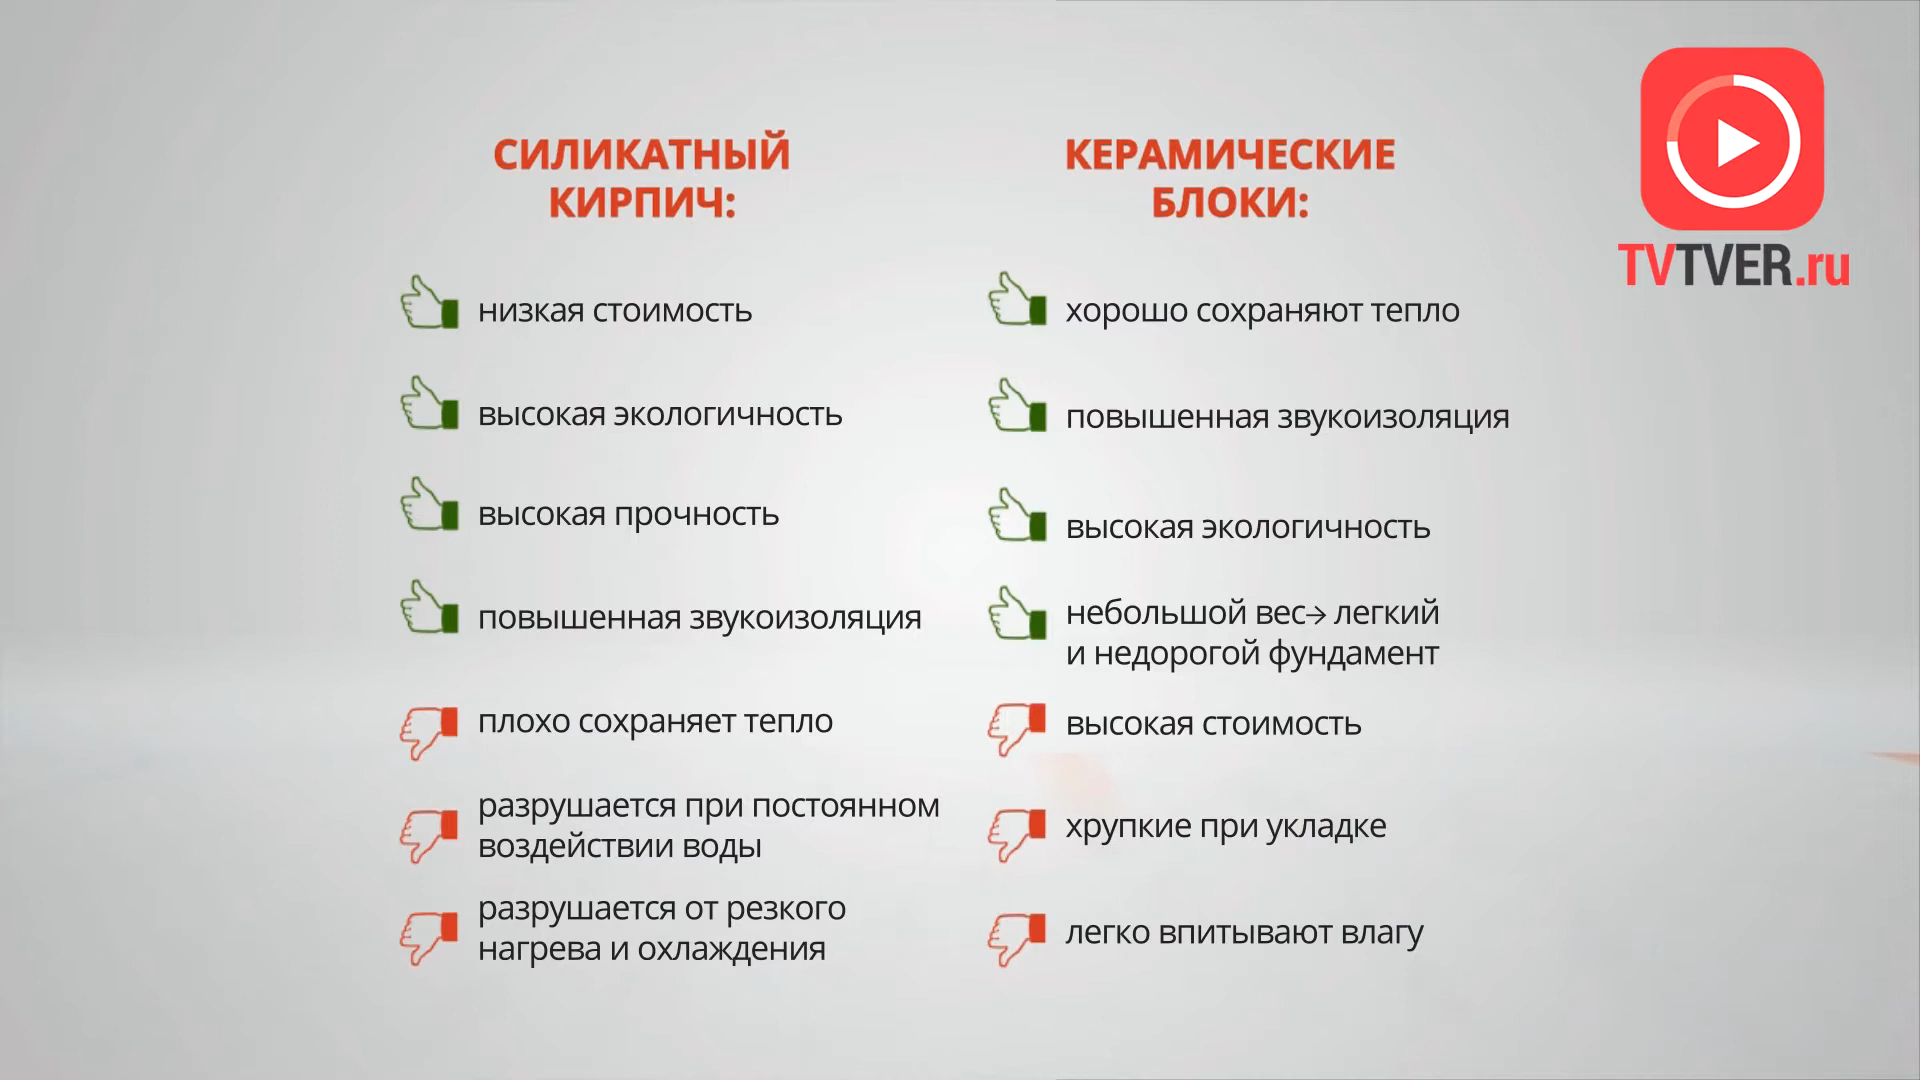 СИЛИКАТНЫЙ
КИРПИЧ:
низкая стоимость
высокая экологичность
высокая прочность
повышенная звукоизоляция
плохо сохраняет тепло
разрушается при постоянном
воздействии воды
разрушается от резкого
нагрева и охлаждения
КЕРАМИЧЕСКИЕ
БЛОКИ:
хорошо сохраняют тепло
повышенная звукоизоляция
высокая экологичность
небольшой вес→ легкий
и недорогой фундамент
высокая стоимость
хрупкие при укладке
легко впитывают влагу
TVTVER.ru